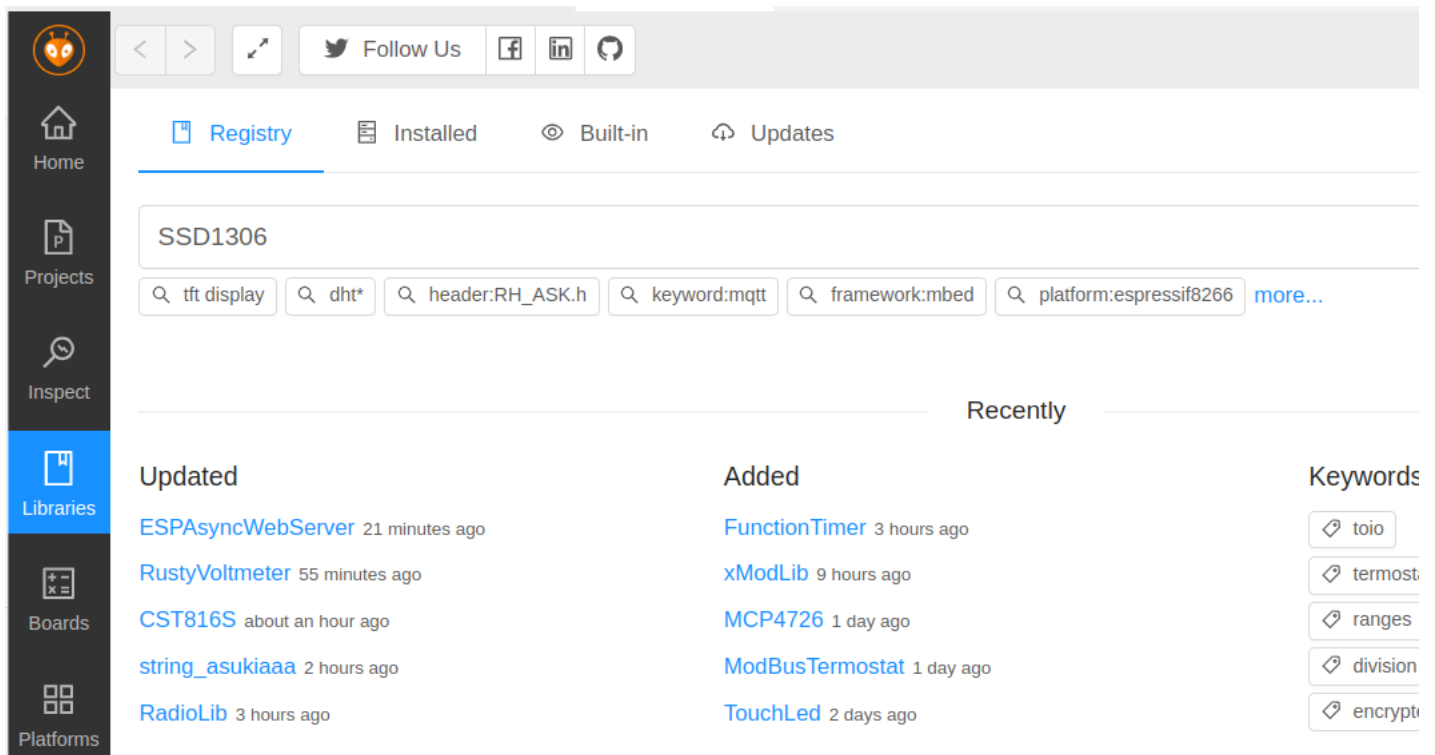 Follow Us
Home
Projects
Inspect
Libraries
Boards
Platforms
Registry Installed Built-in Updates
SSD1306
tft display dht* header:RH_ASK.h keyword:mqtt framework:mbed platform:espressif8266 more...
Recently
Updated
ESPAsyncWebServer 21 minutes ago
RustyVoltmeter 55 minutes ago
CST816S about an hour ago
string_asukiaaa 2 hours ago
RadioLib 3 hours ago
Added
FunctionTimer 3 hours ago
xModLib 9 hours ago
MCP4726 1 day ago
ModBusTermostat 1 day ago
TouchLed 2 days ago
Keywords
toio
termost
ranges
division
encrypt